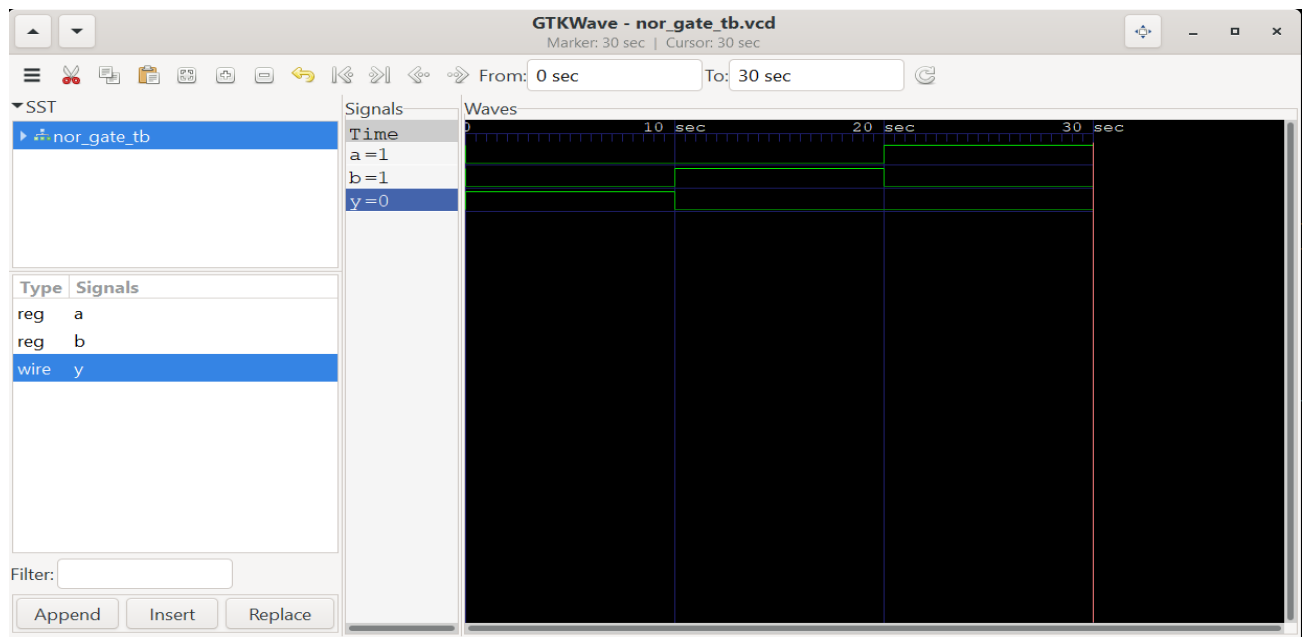 GTKWave - nor_gate_tb.vcd
Marker: 30 sec | Cursor: 30 sec
From: 0 sec To: 30 sec
SST
nor_gate_tb
Type Signals
reg a
reg b
wire y
Filter:
Append Insert Replace
Signals
Time
a=1
b=1
y=0
Waves
0 10 sec 20 sec 30 sec